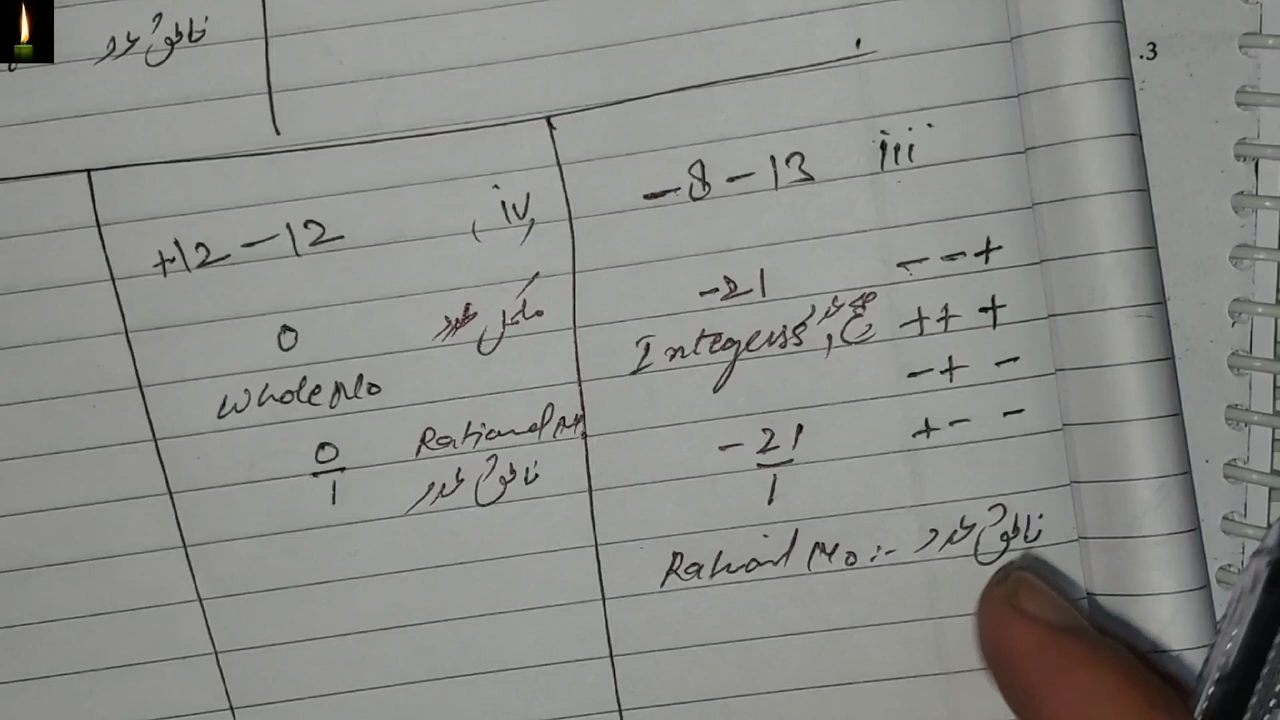 ناطق عدد
.3
-8-13 iii
-21 --+
Integers, صحیح عدد +++
-+ -
-21/1 +- -
Rational No:- ناطق عدد
+12-12 (iv)
0 مکمل عدد
Whole No
0/1 Rational No
ناطق عدد